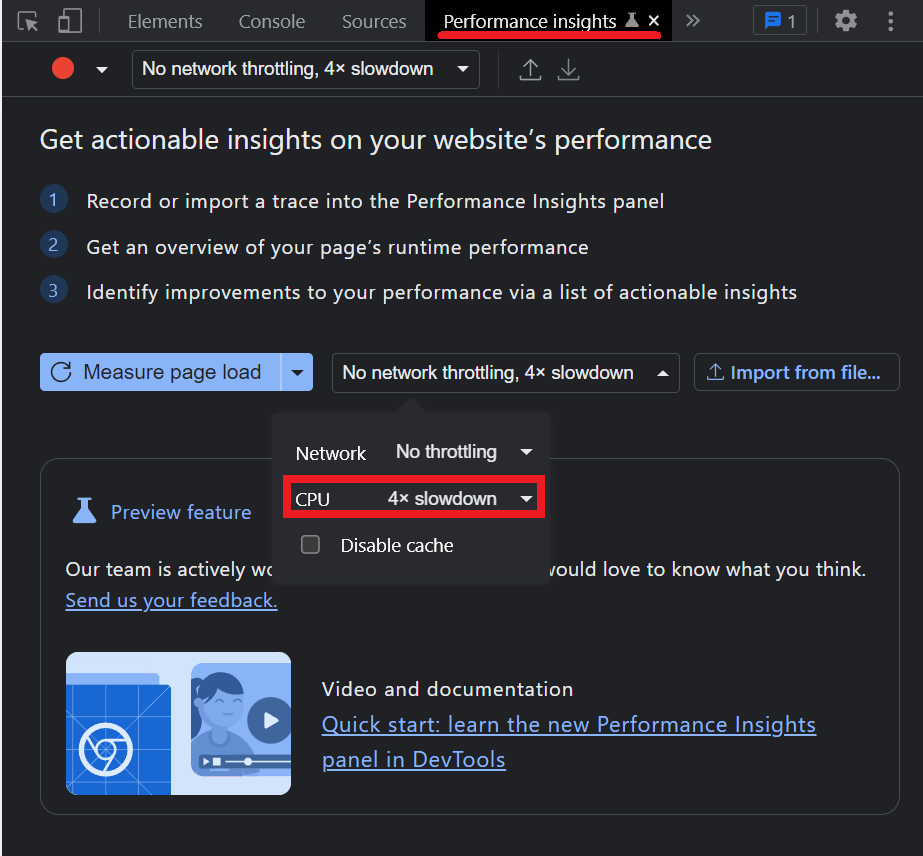 Elements Console Sources Performance insights
1
No network throttling, 4× slowdown
Get actionable insights on your website’s performance
1 Record or import a trace into the Performance Insights panel
2 Get an overview of your page’s runtime performance
3 Identify improvements to your performance via a list of actionable insights
Measure page load No network throttling, 4× slowdown Import from file...
Network No throttling
CPU 4× slowdown
Disable cache
Preview feature
Our team is actively would love to know what you think.
Send us your feedback.
Video and documentation
Quick start: learn the new Performance Insights
panel in DevTools